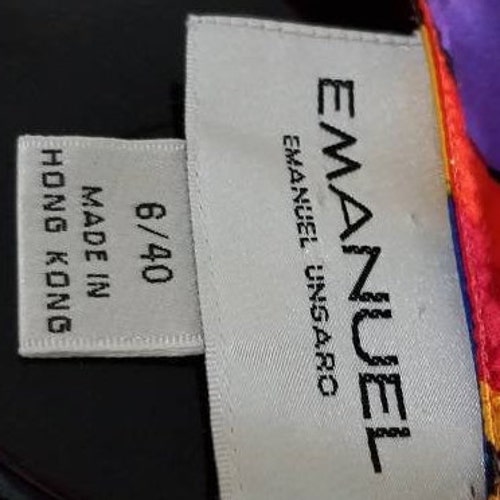 EMANUEL
EMANUEL UNGARO
6/40
MADE IN
HONG KONG